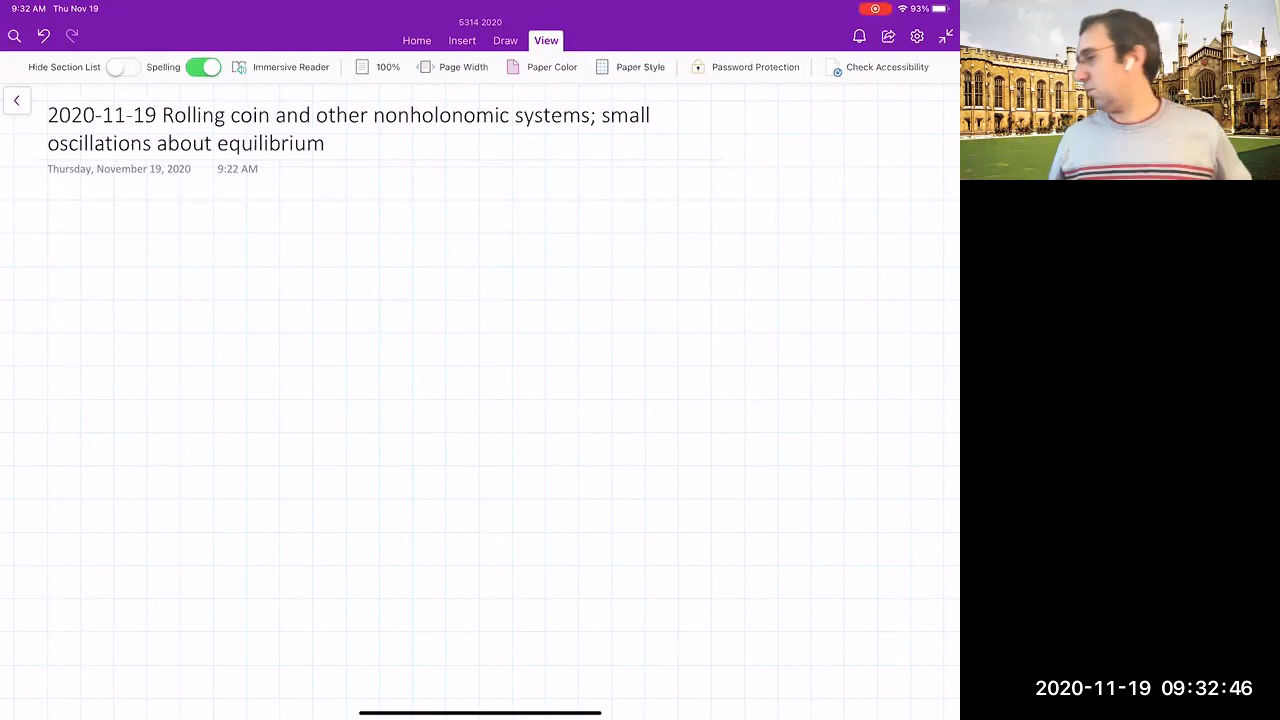 9:32 AM Thu Nov 19
93%
5314 2020
Home Insert Draw View
Hide Section List Spelling Immersive Reader 100% Page Width Paper Color Paper Style Password Protection Check Accessibility
2020-11-19 Rolling coin and other nonholonomic systems; small
oscillations about equilibrium
Thursday, November 19, 2020 9:22 AM
2020-11-19 09:32:46